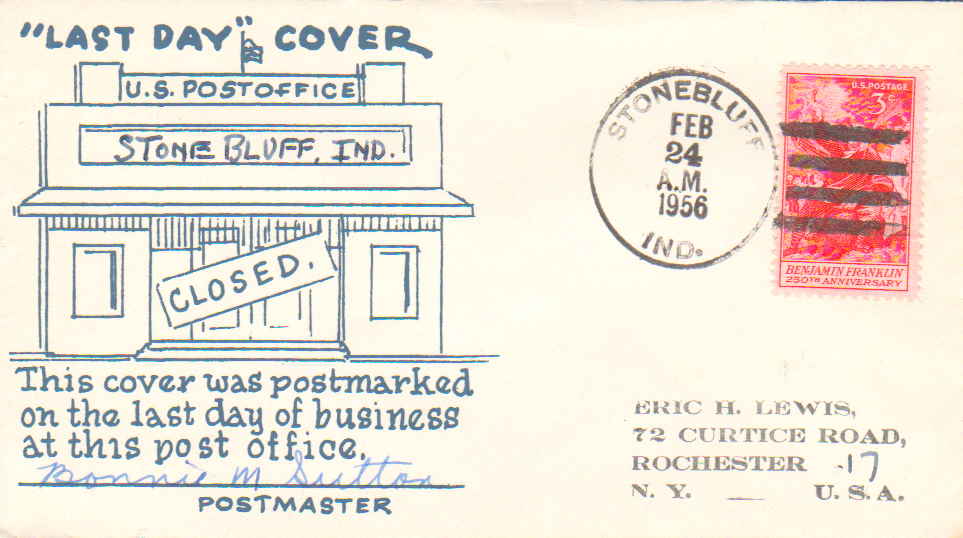 "LAST DAY" COVER
U.S. POSTOFFICE
STONE BLUFF, IND.
CLOSED.
This cover was postmarked
on the last day of business
at this post office.
Bonnie M Sutton
POSTMASTER
STONEBLUFF
FEB
24
A.M.
1956
IND.
U.S. POSTAGE
3c
BENJAMIN FRANKLIN
250TH ANNIVERSARY
ERIC H. LEWIS,
72 CURTICE ROAD,
ROCHESTER -17
N. Y. __ U. S. A.